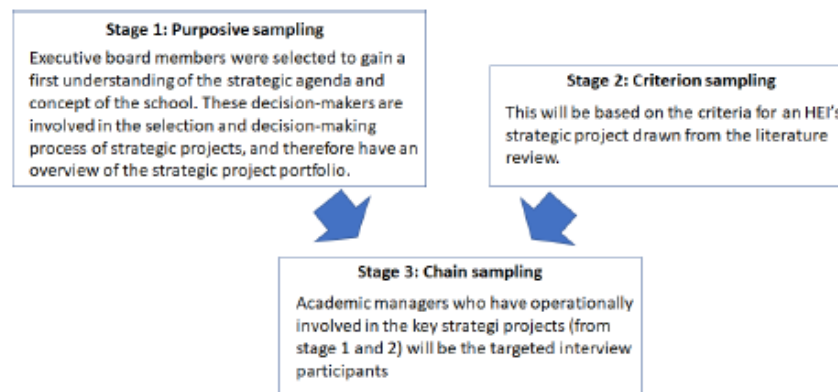 Stage 1: Purposive sampling
Executive board members were selected to gain a
first understanding of the strategic agenda and
concept of the school. These decision-makers are
involved in the selection and decision-making
process of strategic projects, and therefore have an
overview of the strategic project portfolio.
Stage 2: Criterion sampling
This will be based on the criteria for an HEI's
strategic project drawn from the literature
review.
Stage 3: Chain sampling
Academic managers who have operationally
involved in the key strategi projects (from
stage 1 and 2) will be the targeted interview
participants